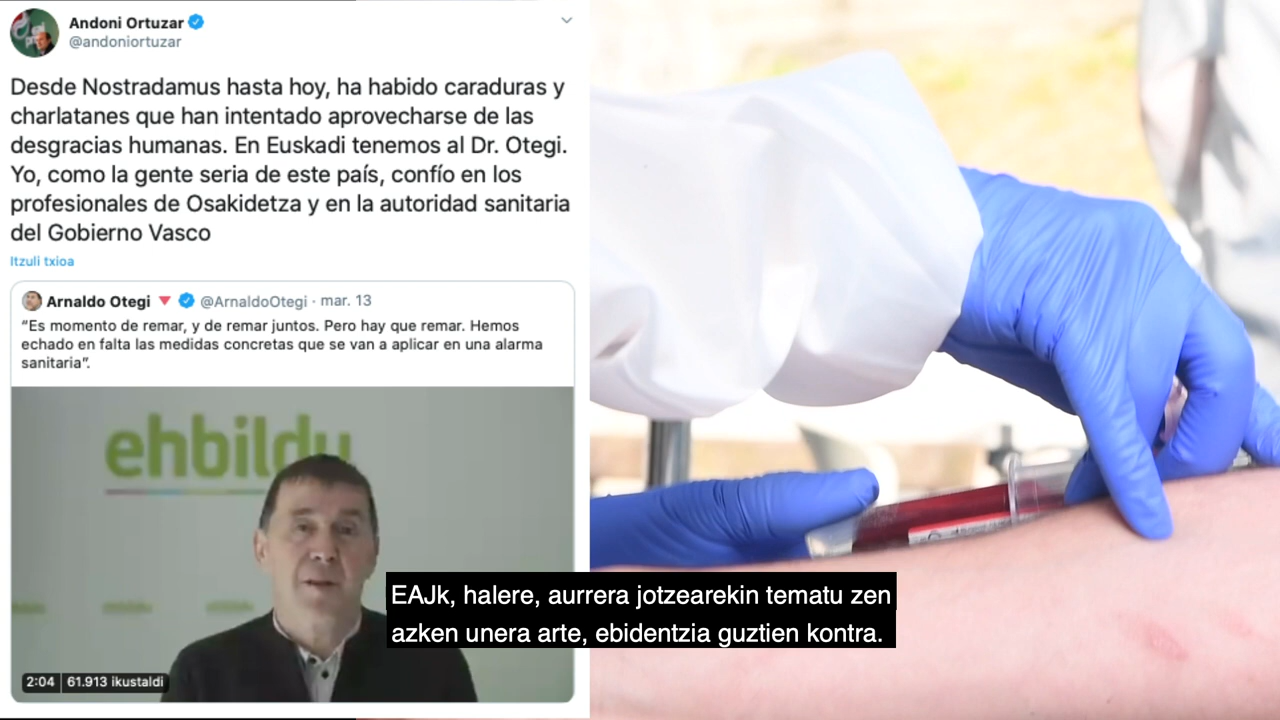 Andoni Ortuzar
@andoniortuzar
Desde Nostradamus hasta hoy, ha habido caraduras y
charlatanes que han intentado aprovecharse de las
desgracias humanas. En Euskadi tenemos al Dr. Otegi.
Yo, como la gente seria de este país, confío en los
profesionales de Osakidetza y en la autoridad sanitaria
del Gobierno Vasco
Itzuli txioa
Arnaldo Otegi 🔻 @ArnaldoOtegi · mar. 13
“Es momento de remar, y de remar juntos. Pero hay que remar. Hemos
echado en falta las medidas concretas que se van a aplicar en una alarma
sanitaria”.
ehbildu
2:04 61.913 ikustaldi
EAJk, halere, aurrera jotzearekin tematu zen
azken unera arte, ebidentzia guztien kontra.